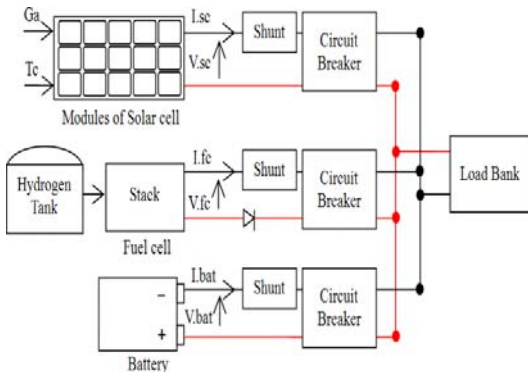 Ga
Tc
I.sc
V.sc
Shunt
Circuit
Breaker
Modules of Solar cell
Hydrogen
Tank
Stack
Fuel cell
I.fc
V.fc
Shunt
Circuit
Breaker
Load Bank
I.bat
V.bat
Shunt
Circuit
Breaker
−
+
Battery